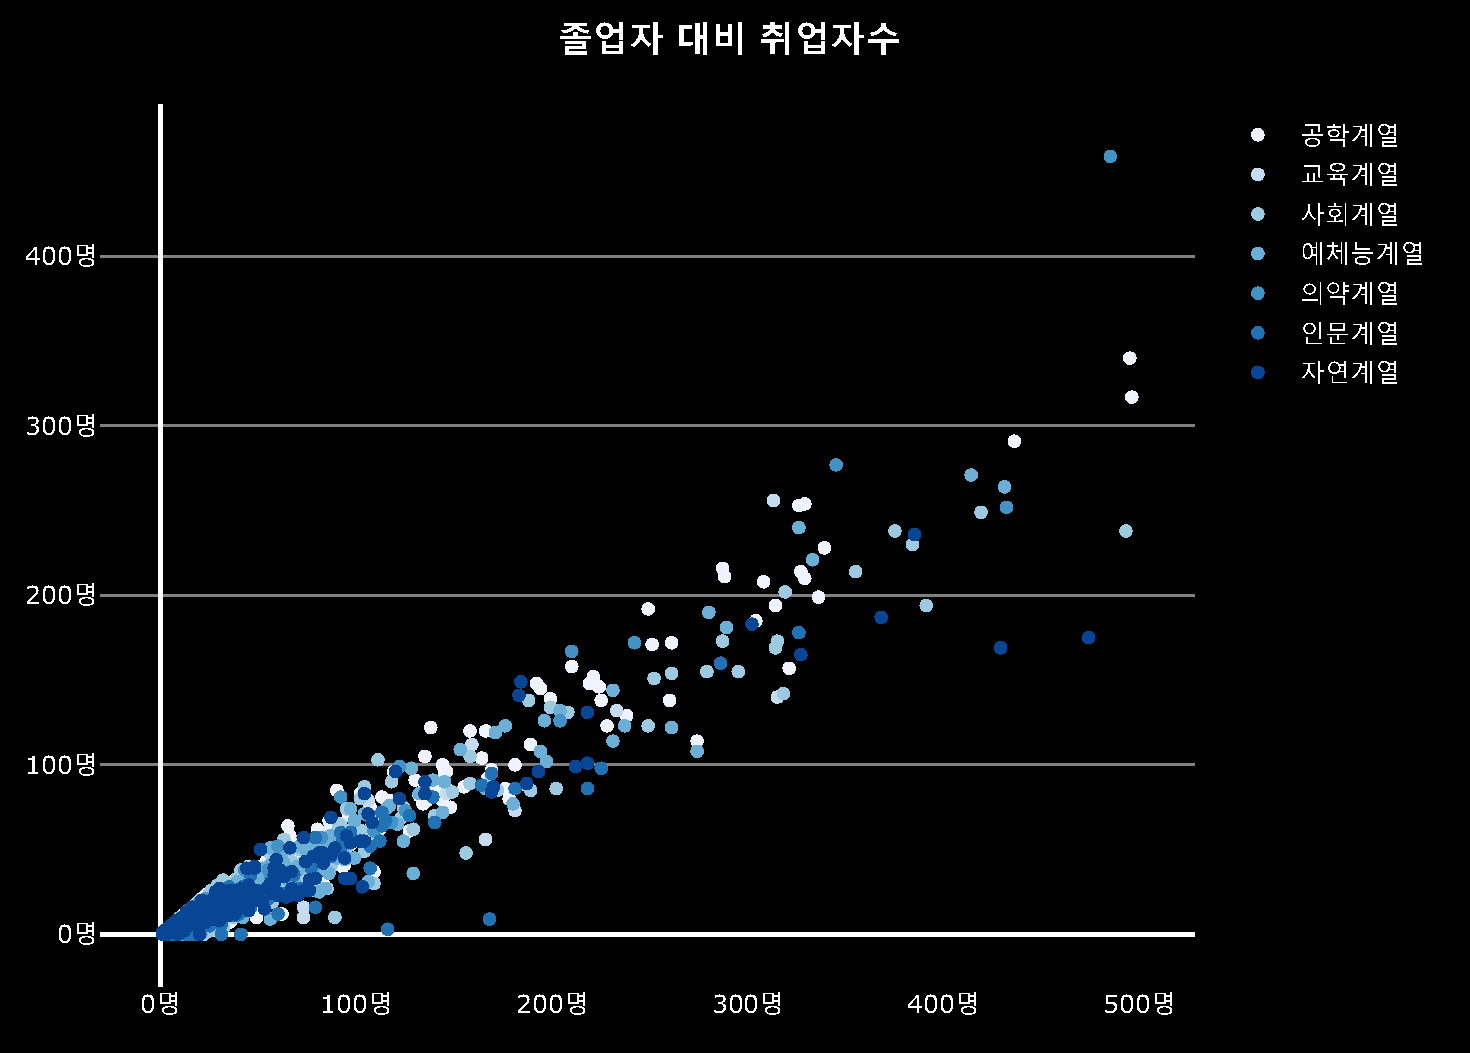 졸업자 대비 취업자수
공학계열
교육계열
사회계열
예체능계열
의약계열
인문계열
자연계열
400명
300명
200명
100명
0명
0명 100명 200명 300명 400명 500명